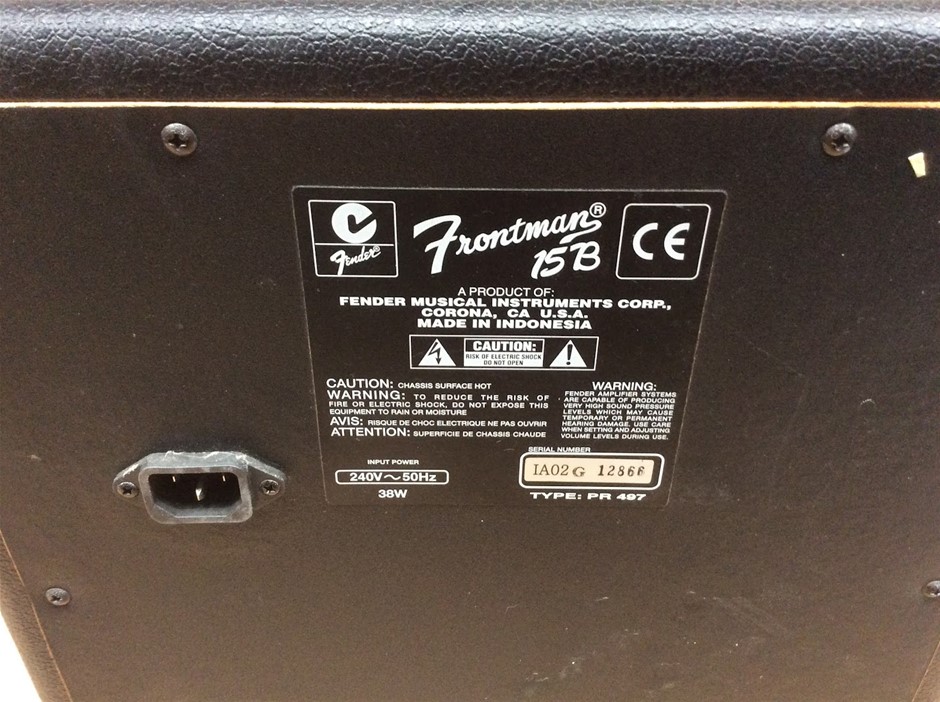 Fender®
Frontman®
15B
CE
A PRODUCT OF:
FENDER MUSICAL INSTRUMENTS CORP.,
CORONA, CA U.S.A.
MADE IN INDONESIA
CAUTION:
RISK OF ELECTRIC SHOCK
DO NOT OPEN
CAUTION: CHASSIS SURFACE HOT
WARNING: TO REDUCE THE RISK OF
FIRE OR ELECTRIC SHOCK, DO NOT EXPOSE THIS
EQUIPMENT TO RAIN OR MOISTURE
AVIS: RISQUE DE CHOC ELECTRIQUE NE PAS OUVRIR
ATTENTION: SUPERFICIE DE CHASSIS CHAUDE
WARNING:
FENDER AMPLIFIER SYSTEMS
ARE CAPABLE OF PRODUCING
VERY HIGH SOUND PRESSURE
LEVELS WHICH MAY CAUSE
TEMPORARY OR PERMANENT
HEARING DAMAGE. USE CARE
WHEN SETTING AND ADJUSTING
VOLUME LEVELS DURING USE.
INPUT POWER
240V~50Hz
38W
SERIAL NUMBER
IA02G 12866
TYPE: PR 497